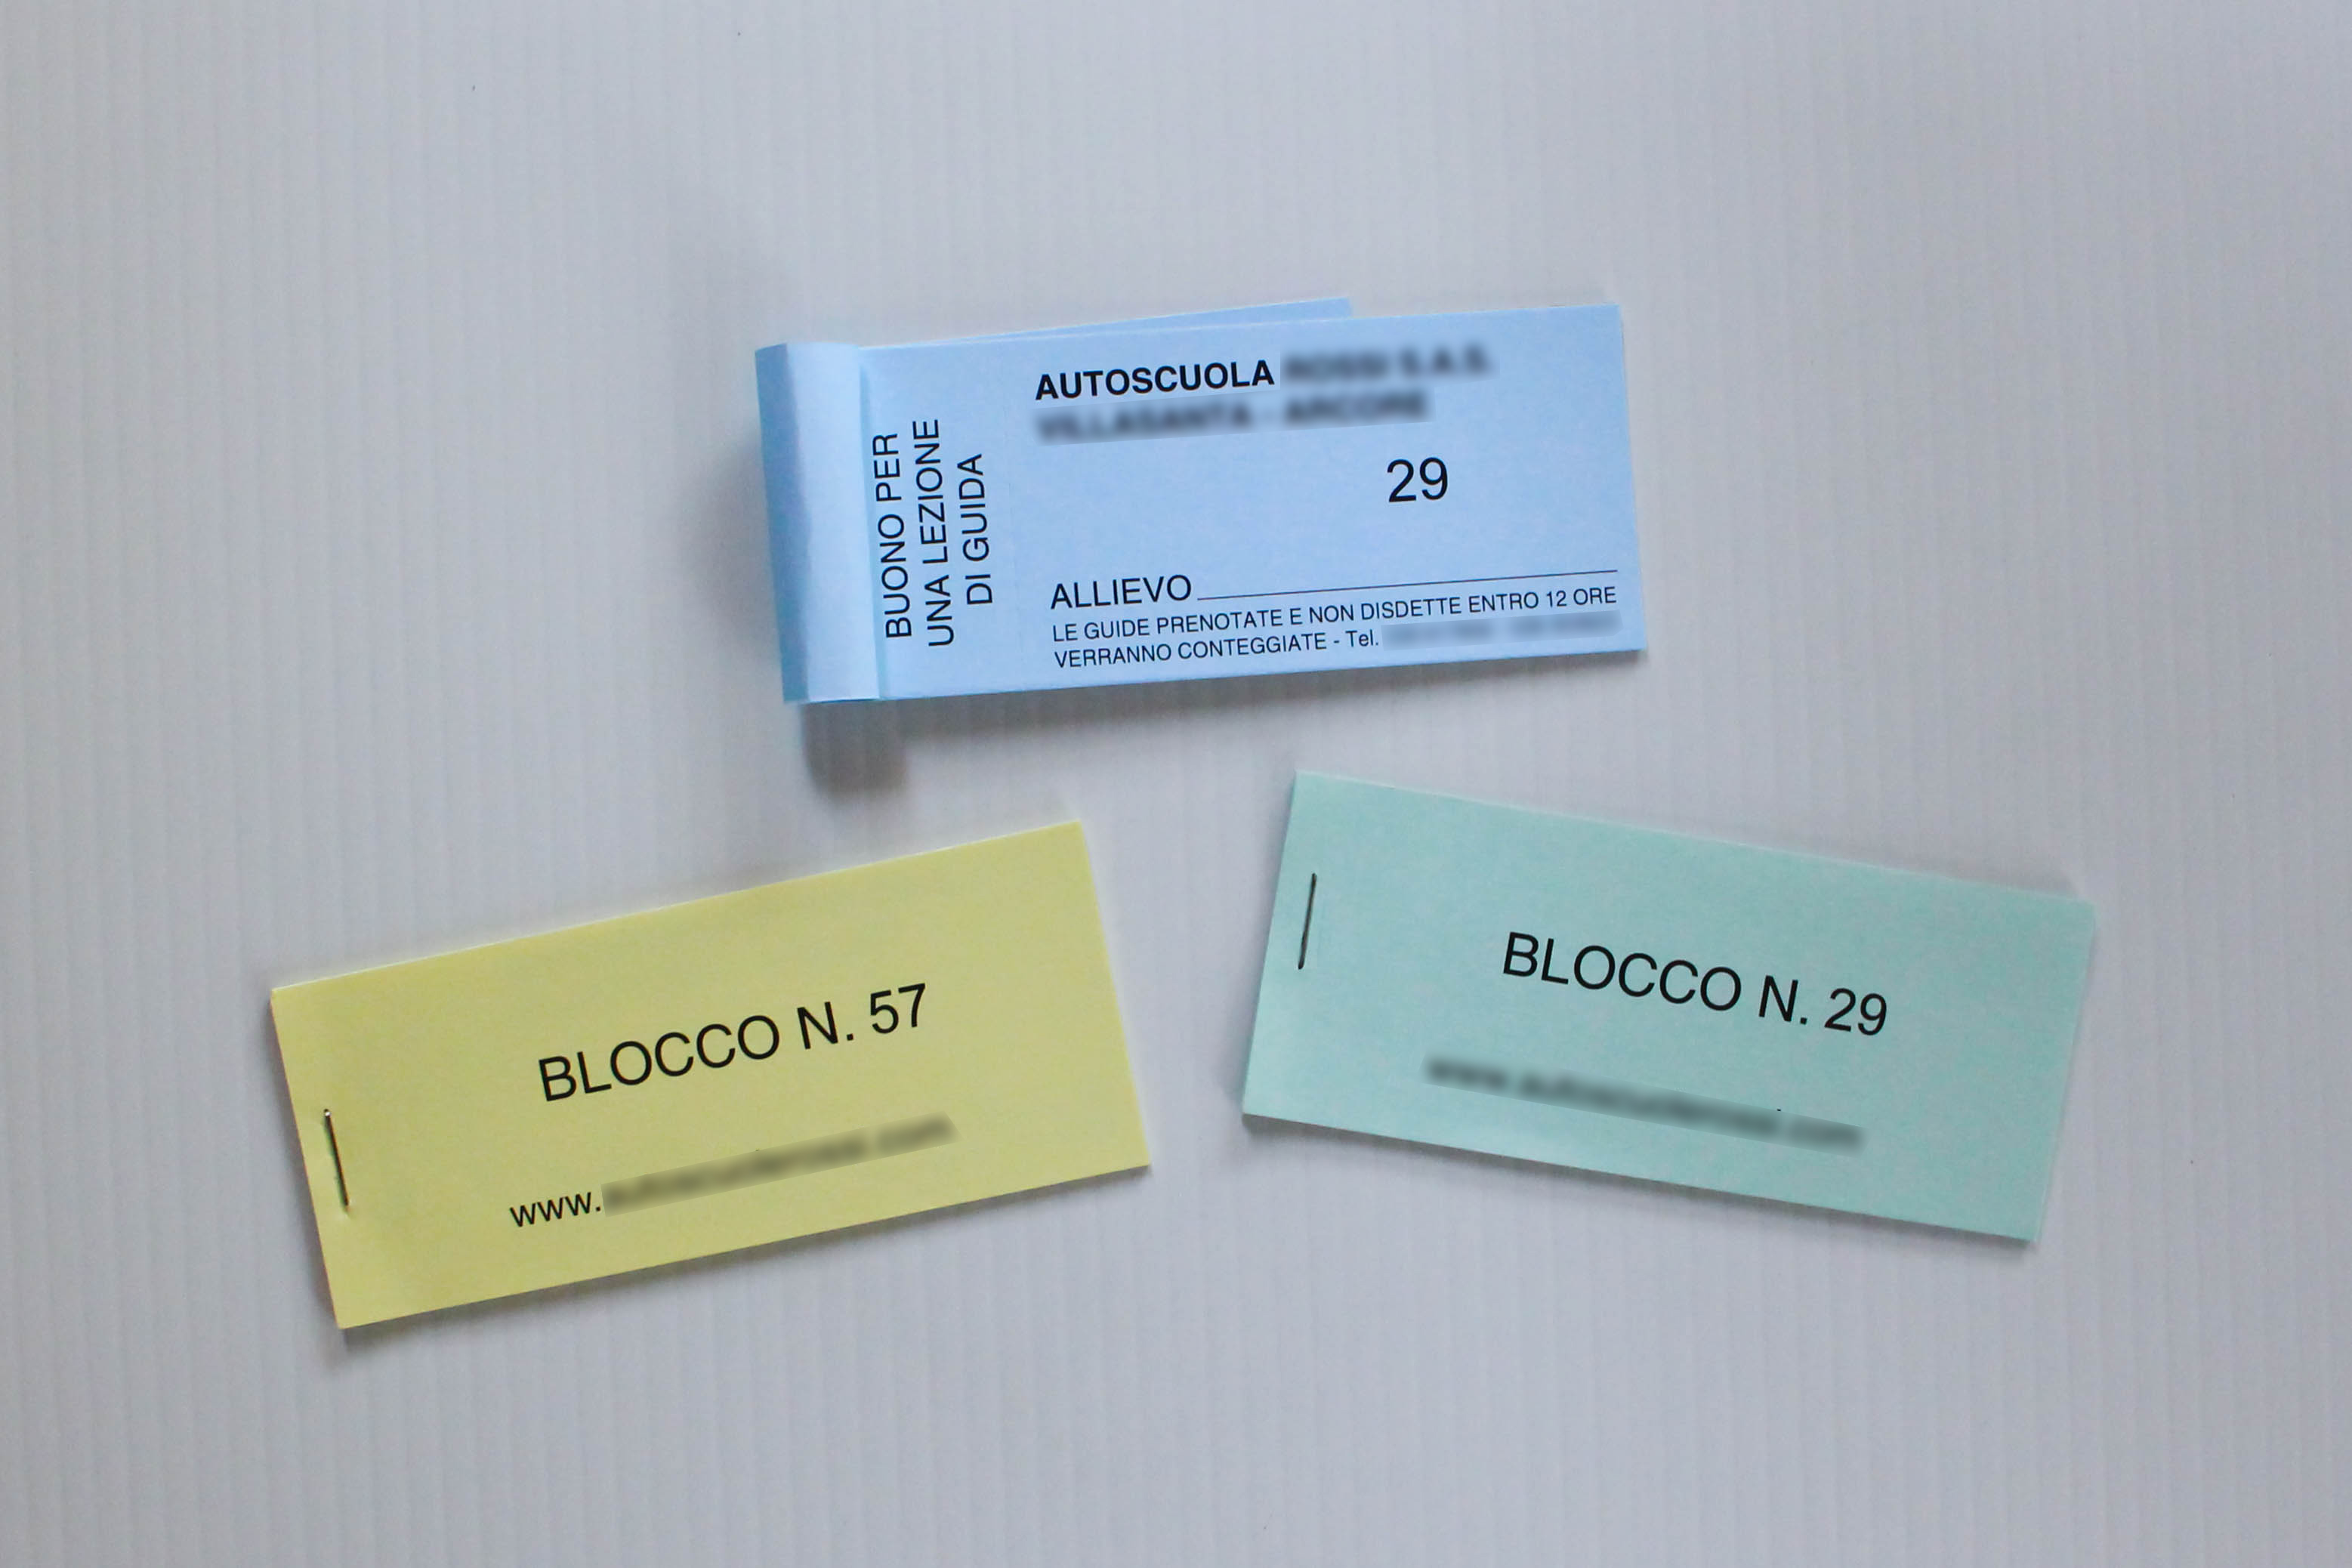 BUONO PER
UNA LEZIONE
DI GUIDA
AUTOSCUOLA
29
ALLIEVO
LE GUIDE PRENOTATE E NON DISDETTE ENTRO 12 ORE
VERRANNO CONTEGGIATE - Tel.
BLOCCO N. 57
www.
BLOCCO N. 29